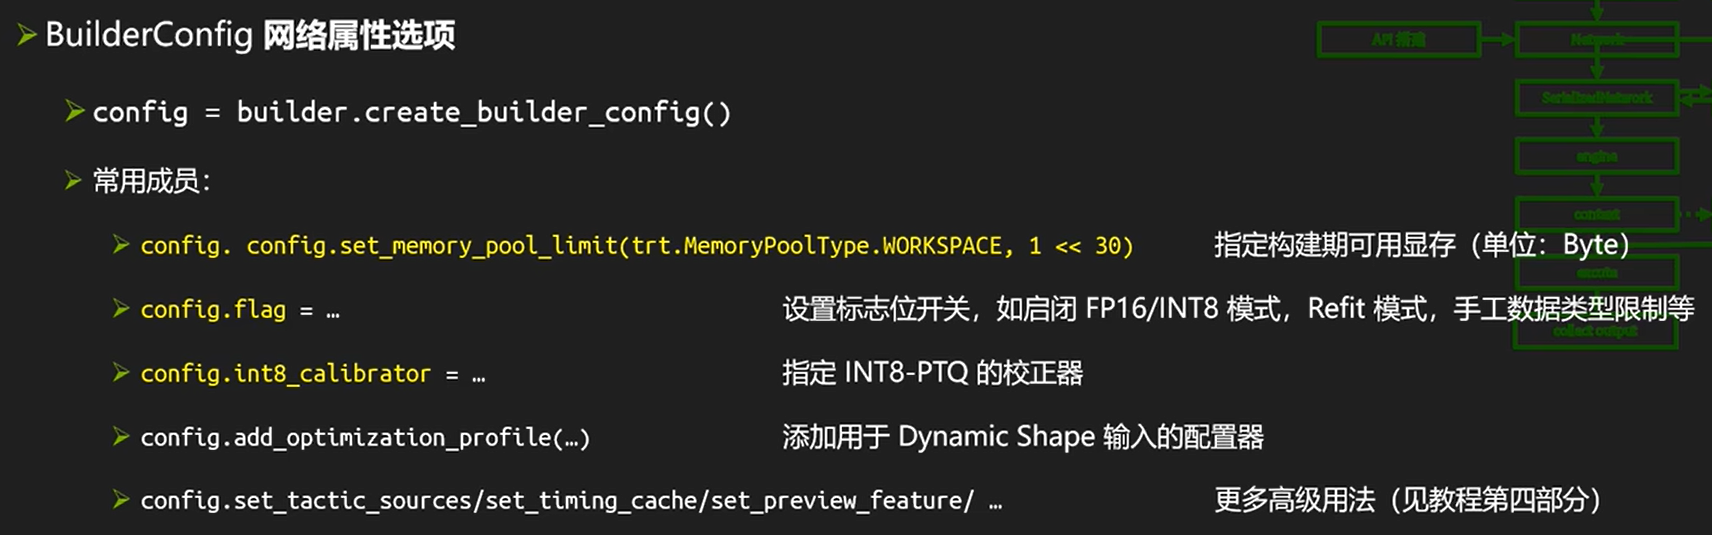 BuilderConfig 网络属性选项
API 搭建
Network
config = builder.create_builder_config()
SerializedNetwork
常用成员：
engine
context
config. config.set_memory_pool_limit(trt.MemoryPoolType.WORKSPACE, 1 << 30) 指定构建期可用显存（单位：Byte）
config.flag = … 设置标志位开关，如启闭 FP16/INT8 模式，Refit 模式，手工数据类型限制等
collect output
config.int8_calibrator = … 指定 INT8-PTQ 的校正器
config.add_optimization_profile(…) 添加用于 Dynamic Shape 输入的配置器
config.set_tactic_sources/set_timing_cache/set_preview_feature/ … 更多高级用法（见教程第四部分）